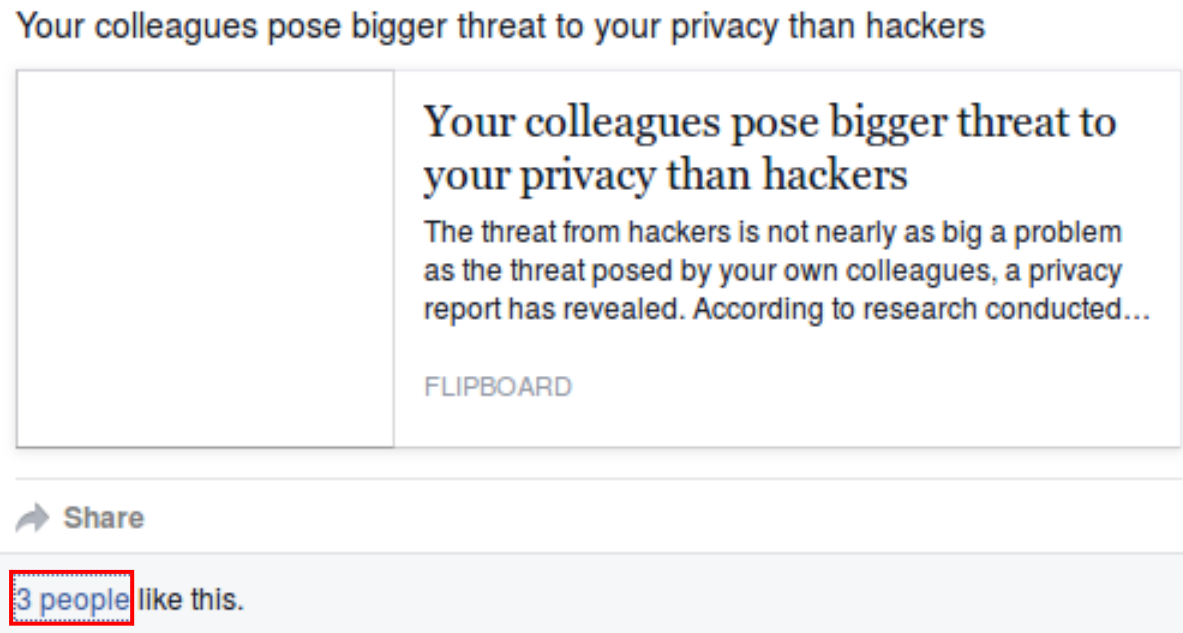 Your colleagues pose bigger threat to your privacy than hackers
Your colleagues pose bigger threat to
your privacy than hackers
The threat from hackers is not nearly as big a problem
as the threat posed by your own colleagues, a privacy
report has revealed. According to research conducted...
FLIPBOARD
Share
3 people like this.